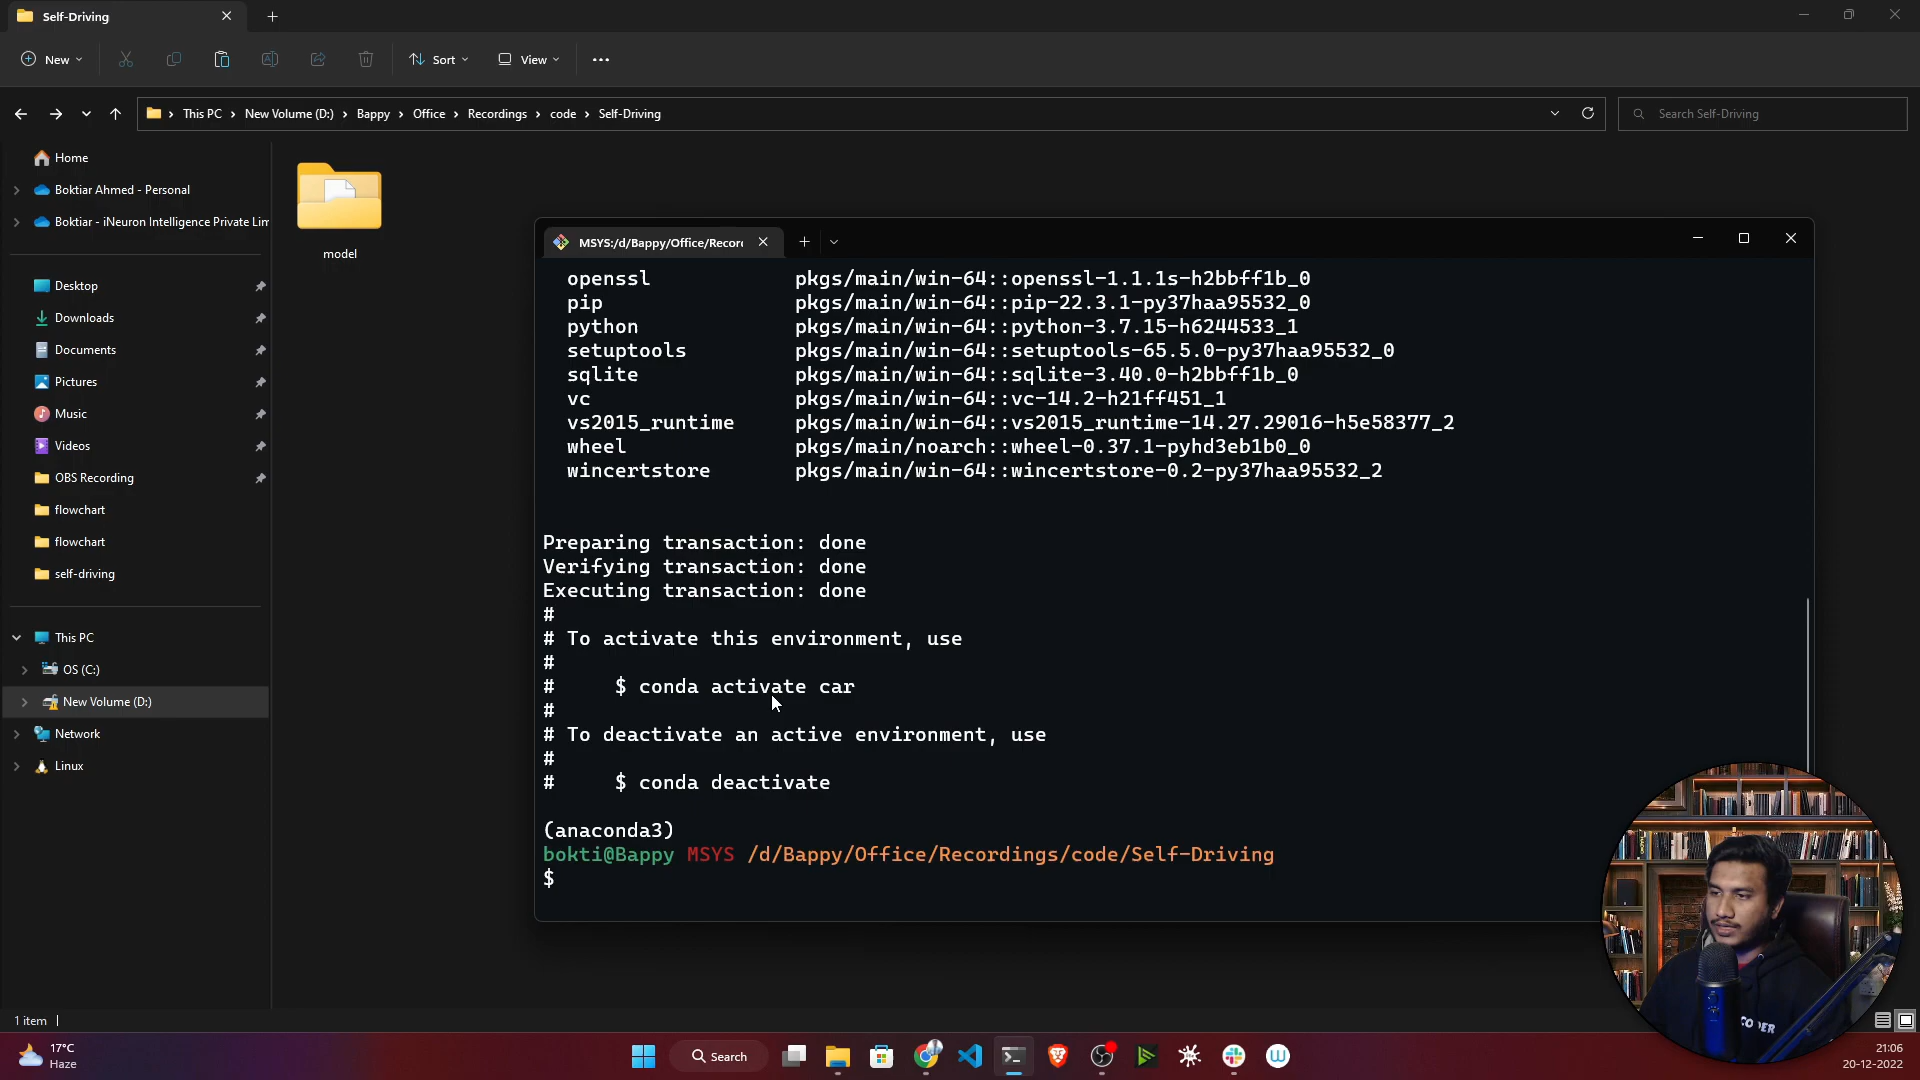 Self-Driving
New
Sort
View
This PC
New Volume (D:)
Bappy
Office
Recordings
code
Self-Driving
Search Self-Driving
Home
Boktiar Ahmed - Personal
Boktiar - iNeuron Intelligence Private Lim
Desktop
Downloads
Documents
Pictures
Music
Videos
OBS Recording
flowchart
flowchart
self-driving
This PC
OS (C:)
New Volume (D:)
Network
Linux
model
MSYS:/d/Bappy/Office/Recor
openssl pkgs/main/win-64::openssl-1.1.1s-h2bbff1b_0
pip pkgs/main/win-64::pip-22.3.1-py37haa95532_0
python pkgs/main/win-64::python-3.7.15-h6244533_1
setuptools pkgs/main/win-64::setuptools-65.5.0-py37haa95532_0
sqlite pkgs/main/win-64::sqlite-3.40.0-h2bbff1b_0
vc pkgs/main/win-64::vc-14.2-h21ff451_1
vs2015_runtime pkgs/main/win-64::vs2015_runtime-14.27.29016-h5e58377_2
wheel pkgs/main/noarch::wheel-0.37.1-pyhd3eb1b0_0
wincertstore pkgs/main/win-64::wincertstore-0.2-py37haa95532_2
Preparing transaction: done
Verifying transaction: done
Executing transaction: done
#
# To activate this environment, use
#
# $ conda activate car
#
# To deactivate an active environment, use
#
# $ conda deactivate
(anaconda3)
bokti@Bappy MSYS /d/Bappy/Office/Recordings/code/Self-Driving
$
1 item
17°C
Haze
Search
21:06
20-12-2022